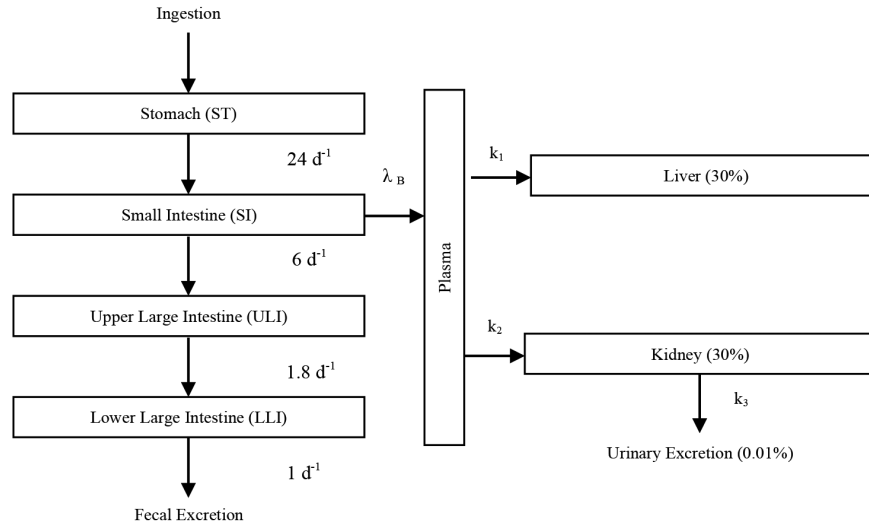 Ingestion
Stomach (ST)
24 d⁻¹
Small Intestine (SI)
λ B
6 d⁻¹
Upper Large Intestine (ULI)
1.8 d⁻¹
Lower Large Intestine (LLI)
1 d⁻¹
Fecal Excretion
Plasma
k₁
Liver (30%)
k₂
Kidney (30%)
k₃
Urinary Excretion (0.01%)